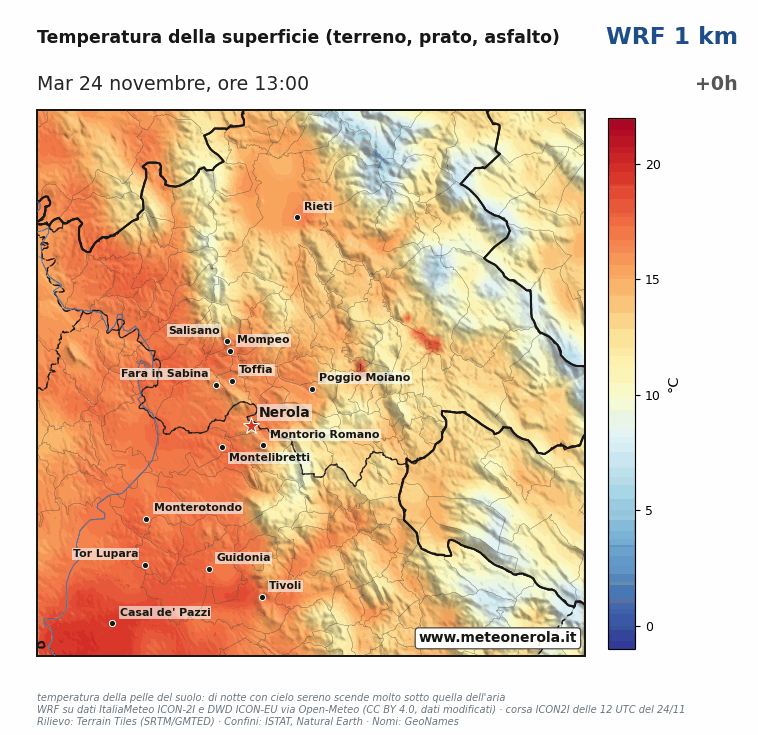 Temperatura della superficie (terreno, prato, asfalto)
WRF 1 km
Mar 24 novembre, ore 13:00
+0h
Rieti
Salisano
Mompeo
Fara in Sabina
Toffia
Poggio Moiano
Nerola
Montorio Romano
Montelibretti
Monterotondo
Tor Lupara
Guidonia
Tivoli
Casal de' Pazzi
www.meteonerola.it
20
15
10
5
0
°C
temperatura della pelle del suolo: di notte con cielo sereno scende molto sotto quella dell'aria
WRF su dati ItaliaMeteo ICON-2I e DWD ICON-EU via Open-Meteo (CC BY 4.0, dati modificati) · corsa ICON2I delle 12 UTC del 24/11
Rilievo: Terrain Tiles (SRTM/GMTED) · Confini: ISTAT, Natural Earth · Nomi: GeoNames